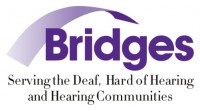 Bridges
Serving the Deaf, Hard of Hearing
and Hearing Communities